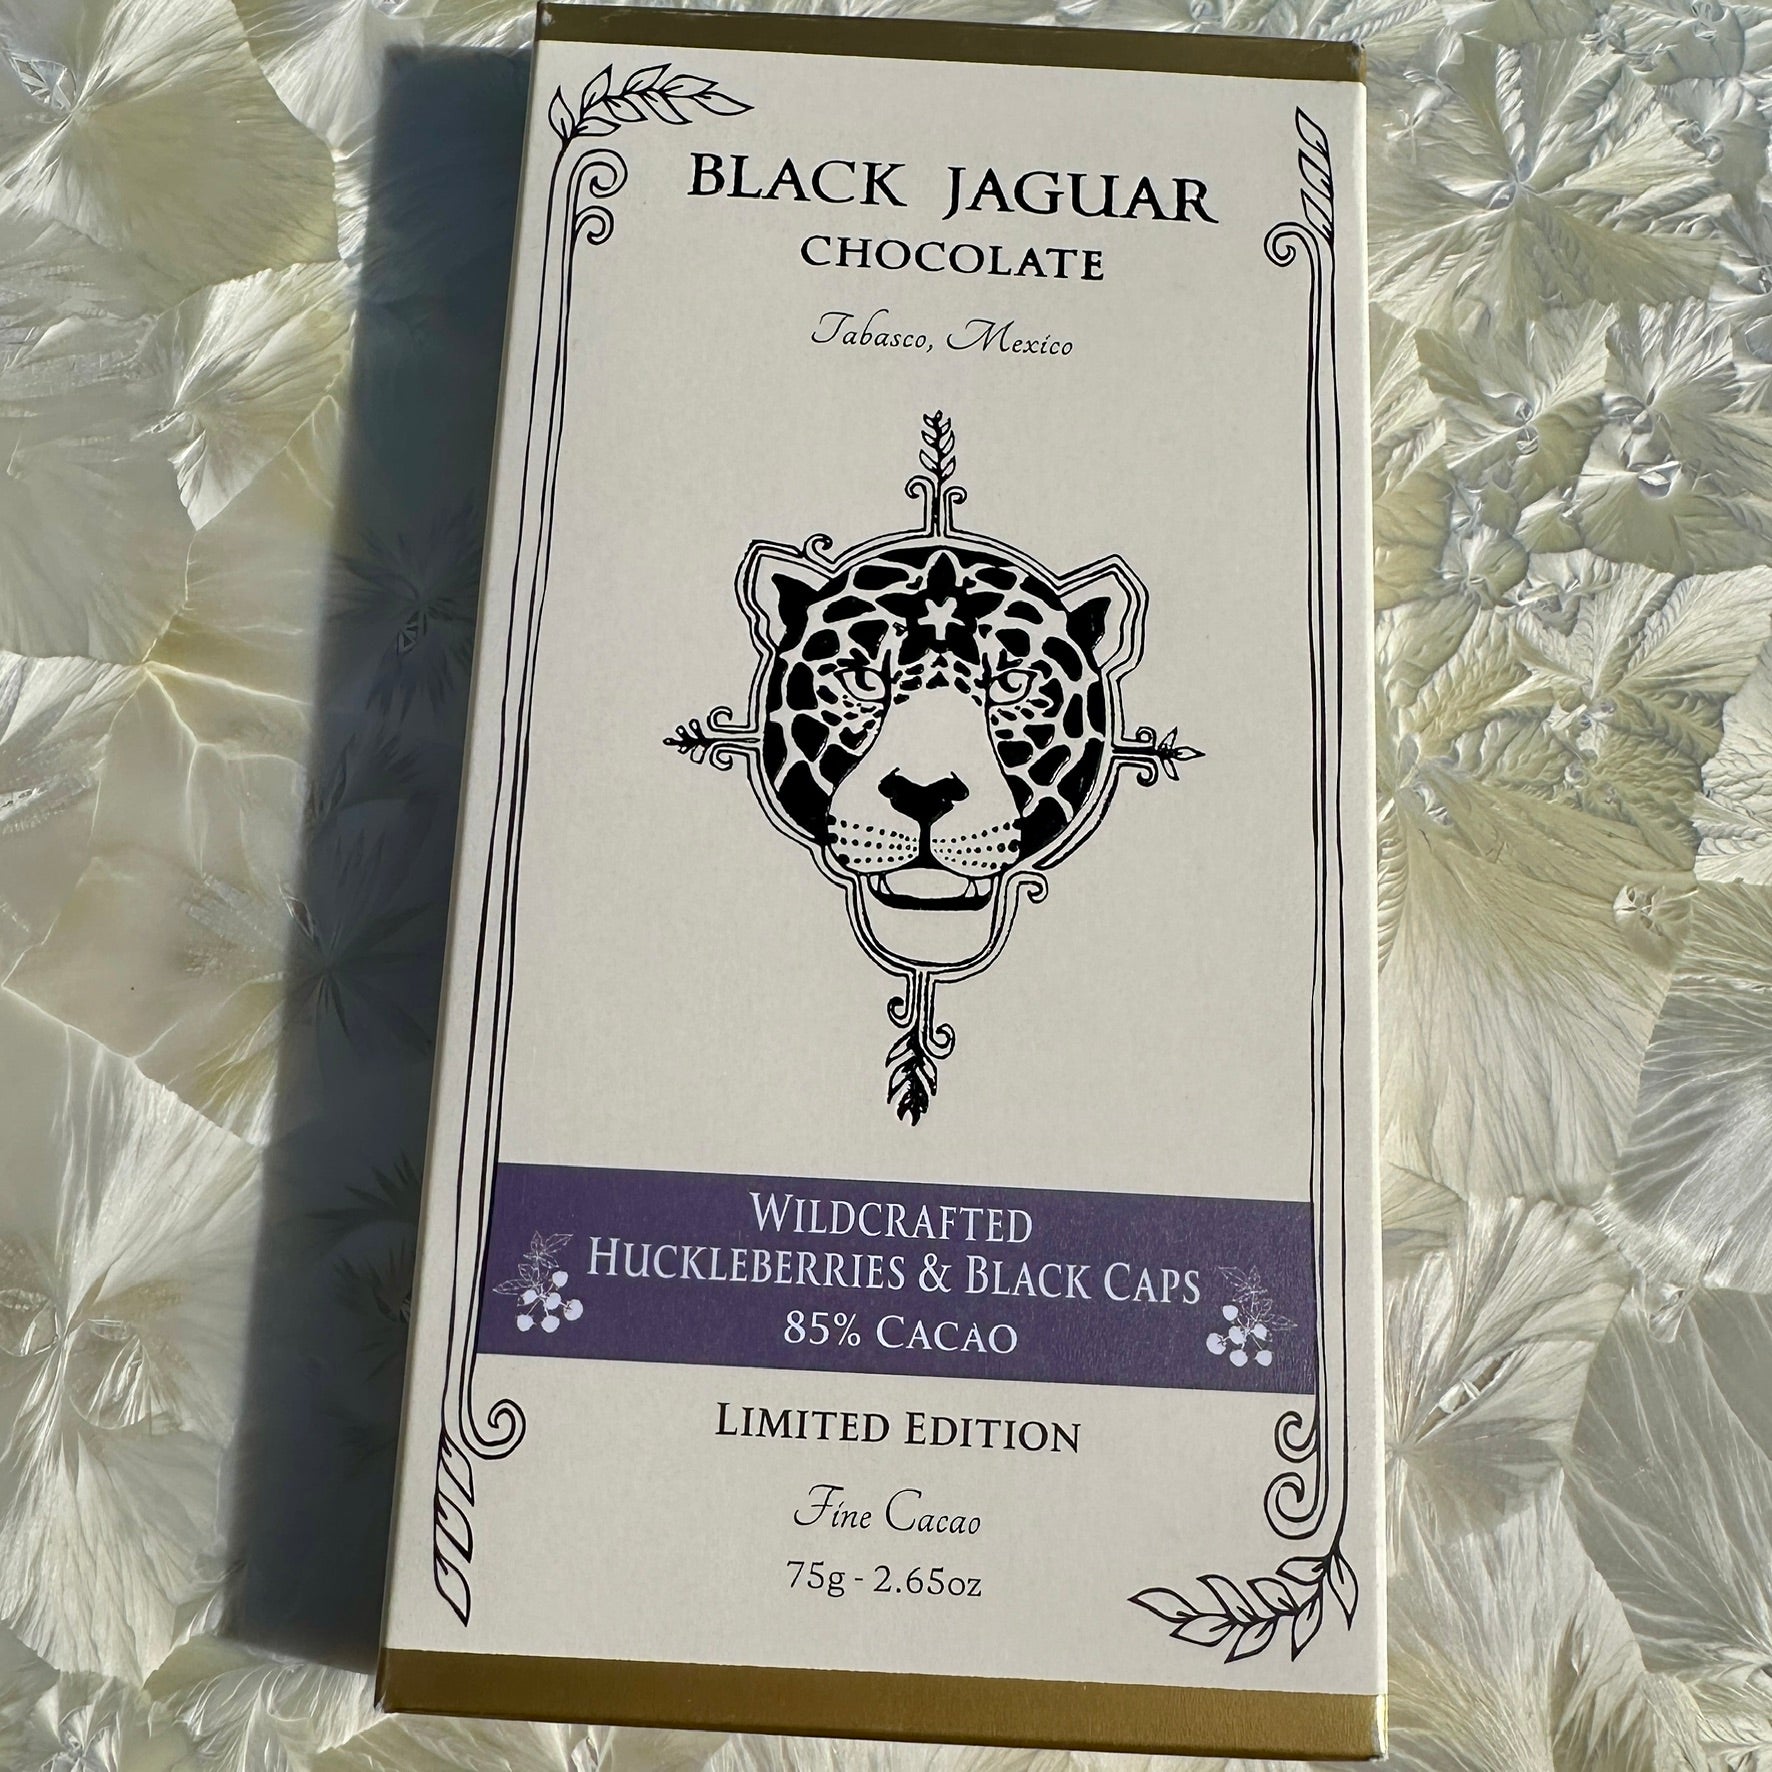 BLACK JAGUAR
CHOCOLATE
Tabasco, Mexico
WILDCRAFTED
HUCKLEBERRIES & BLACK CAPS
85% CACAO
LIMITED EDITION
Fine Cacao
75g - 2.65oz